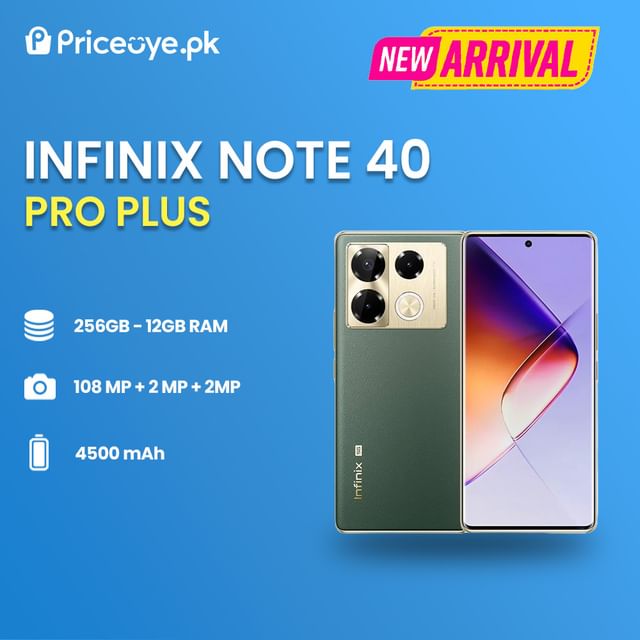 Priceoye.pk
NEW ARRIVAL
INFINIX NOTE 40
PRO PLUS
256GB - 12GB RAM
108 MP + 2 MP + 2MP
4500 mAh
Infinix 5G